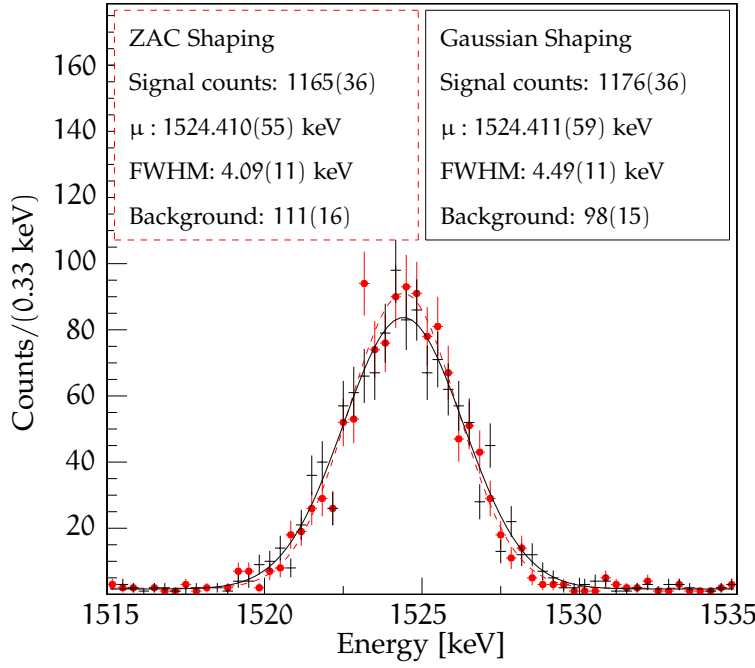 ZAC Shaping
Signal counts: 1165(36)
μ : 1524.410(55) keV
FWHM: 4.09(11) keV
Background: 111(16)
Gaussian Shaping
Signal counts: 1176(36)
μ : 1524.411(59) keV
FWHM: 4.49(11) keV
Background: 98(15)
Counts/(0.33 keV)
160
140
120
100
80
60
40
20
1515
1520
1525
1530
1535
Energy [keV]